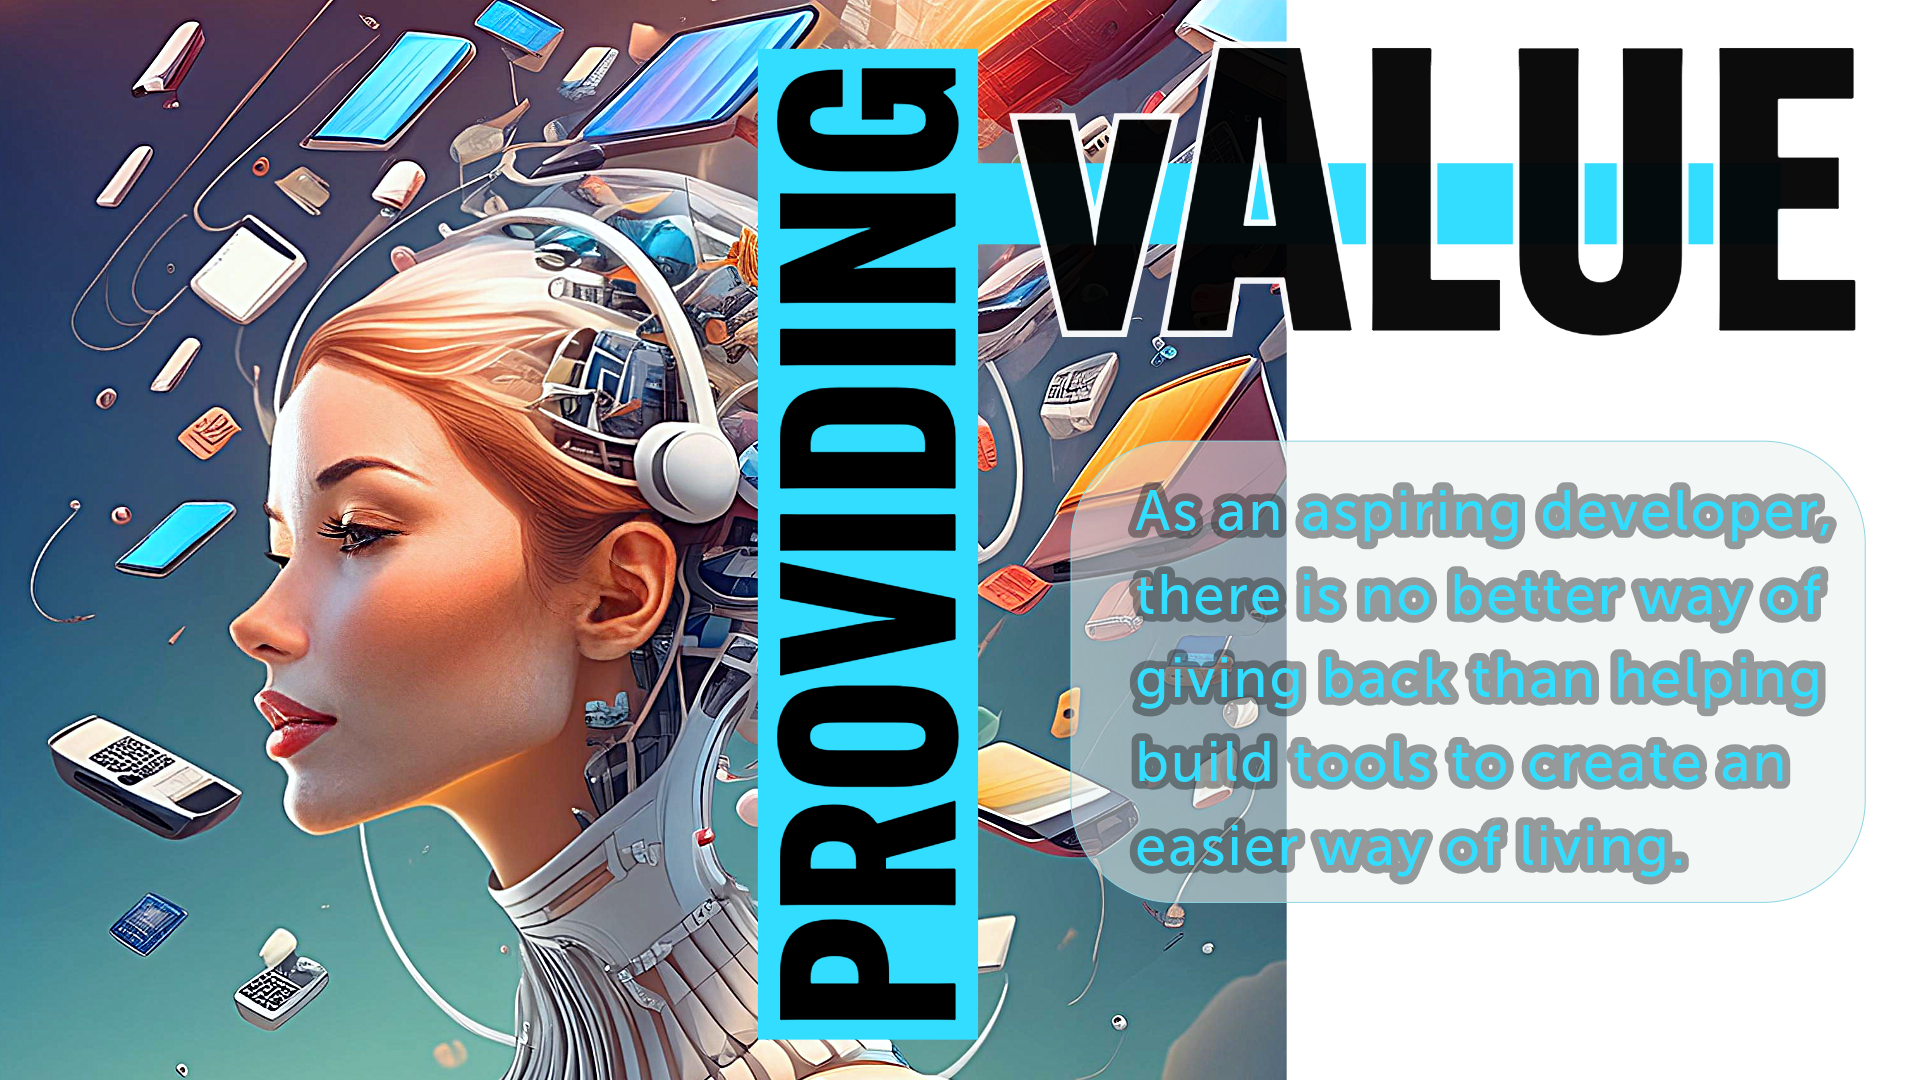 PROVIDING
vALUE
As an aspiring developer,
there is no better way of
giving back than helping
build tools to create an
easier way of living.